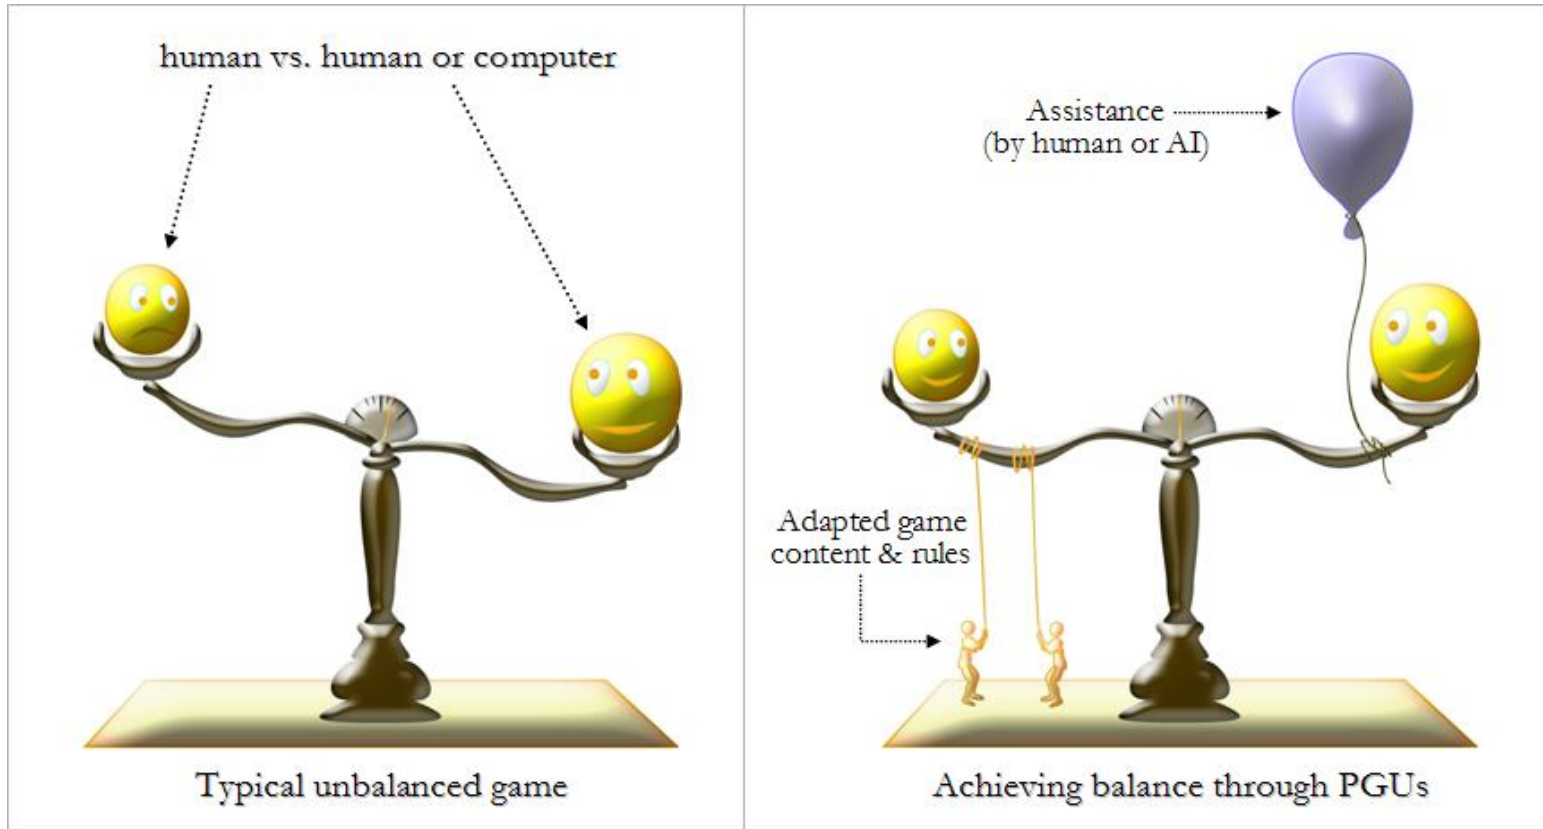 human vs. human or computer
Typical unbalanced game
Assistance
(by human or AI)
Adapted game
content & rules
Achieving balance through PGUs